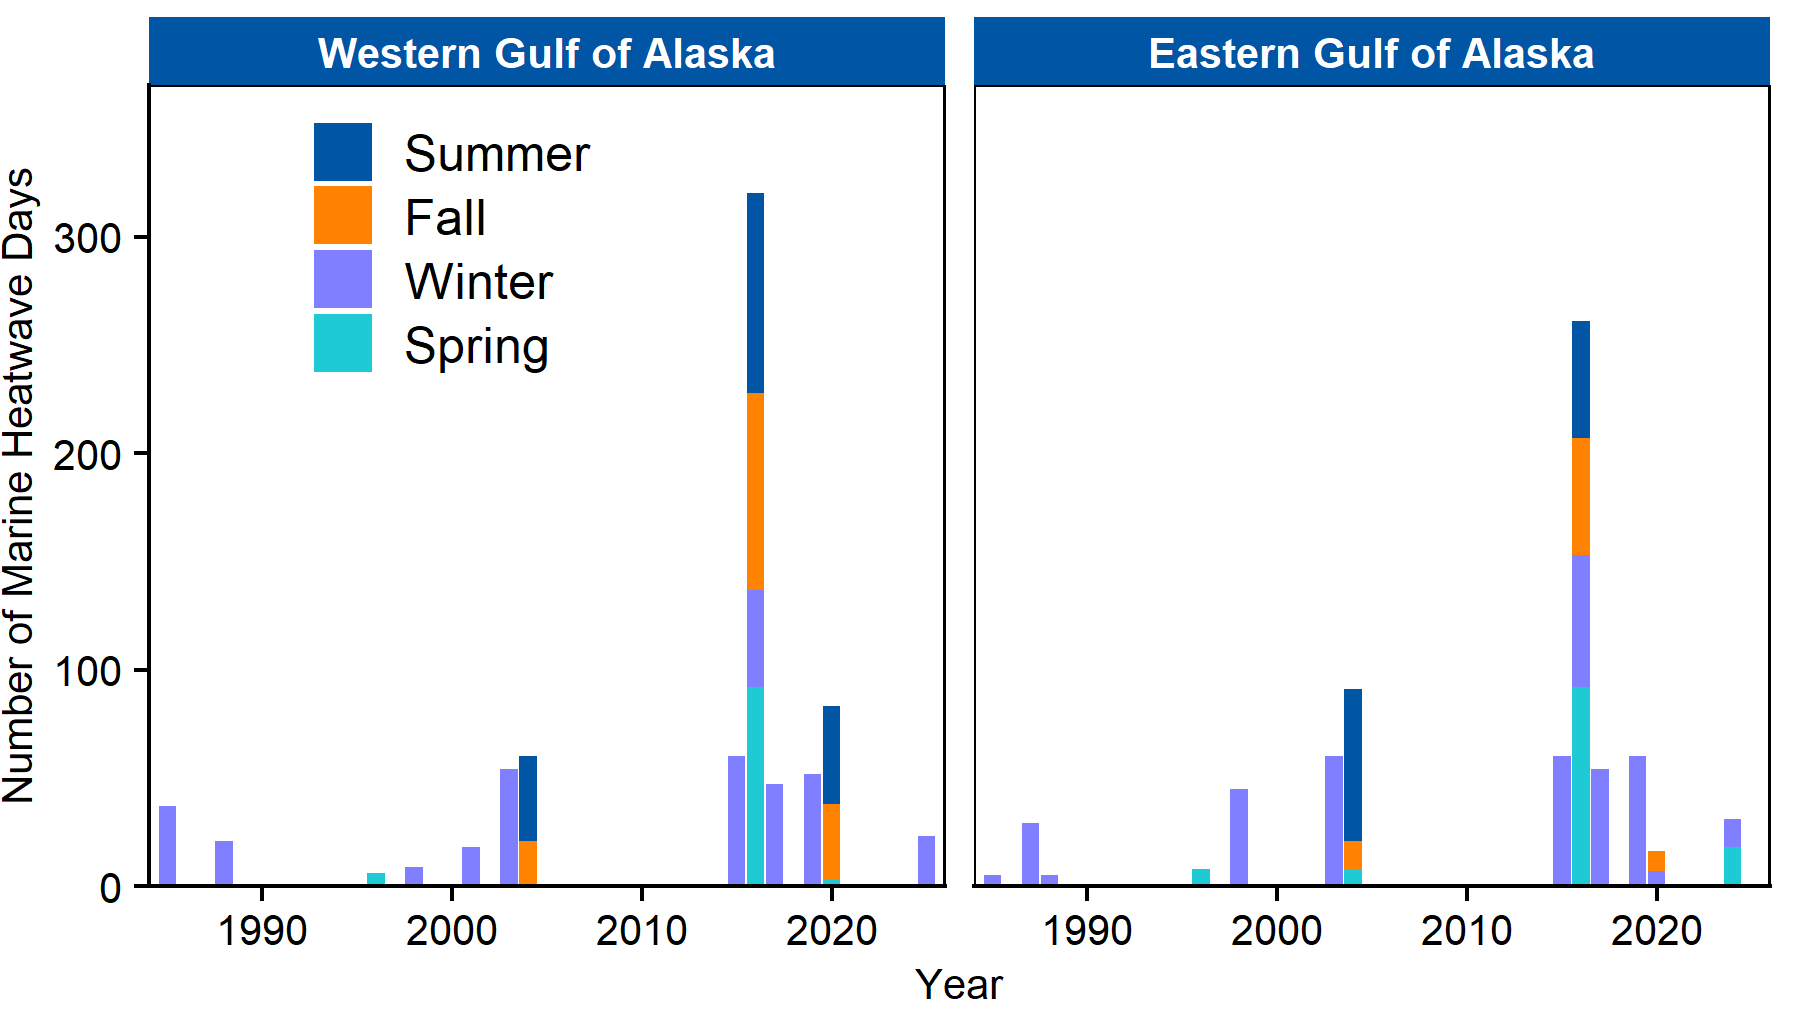 Western Gulf of Alaska
Eastern Gulf of Alaska
Summer
Fall
Winter
Spring
Number of Marine Heatwave Days
300
200
100
0
1990
2000
2010
2020
1990
2000
2010
2020
Year